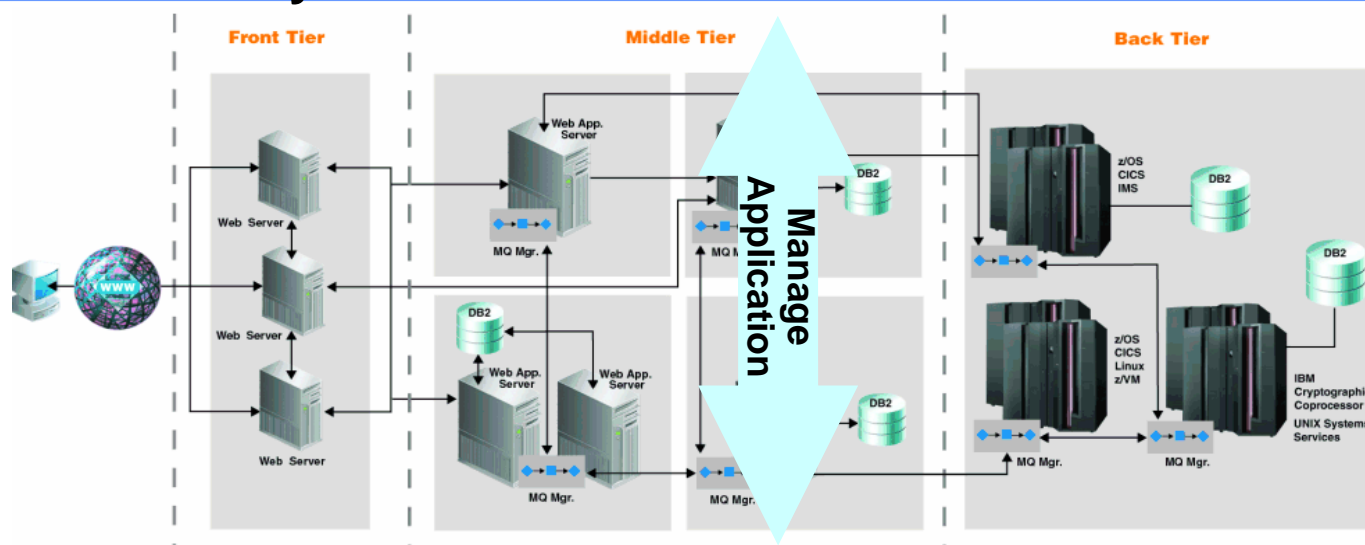 Front Tier
Middle Tier
Back Tier
Web App.
Server
DB2
z/OS
CICS
IMS
DB2
Manage
Application
Web Server
MQ Mgr.
DB2
WWW
Web Server
DB2
Web App.
Server
Web App.
Server
z/OS
CICS
Linux
z/VM
IBM
Cryptographic
Coprocessor
UNIX Systems
Services
DB2
Web Server
MQ Mgr.
MQ Mgr.
MQ Mgr.
MQ Mgr.